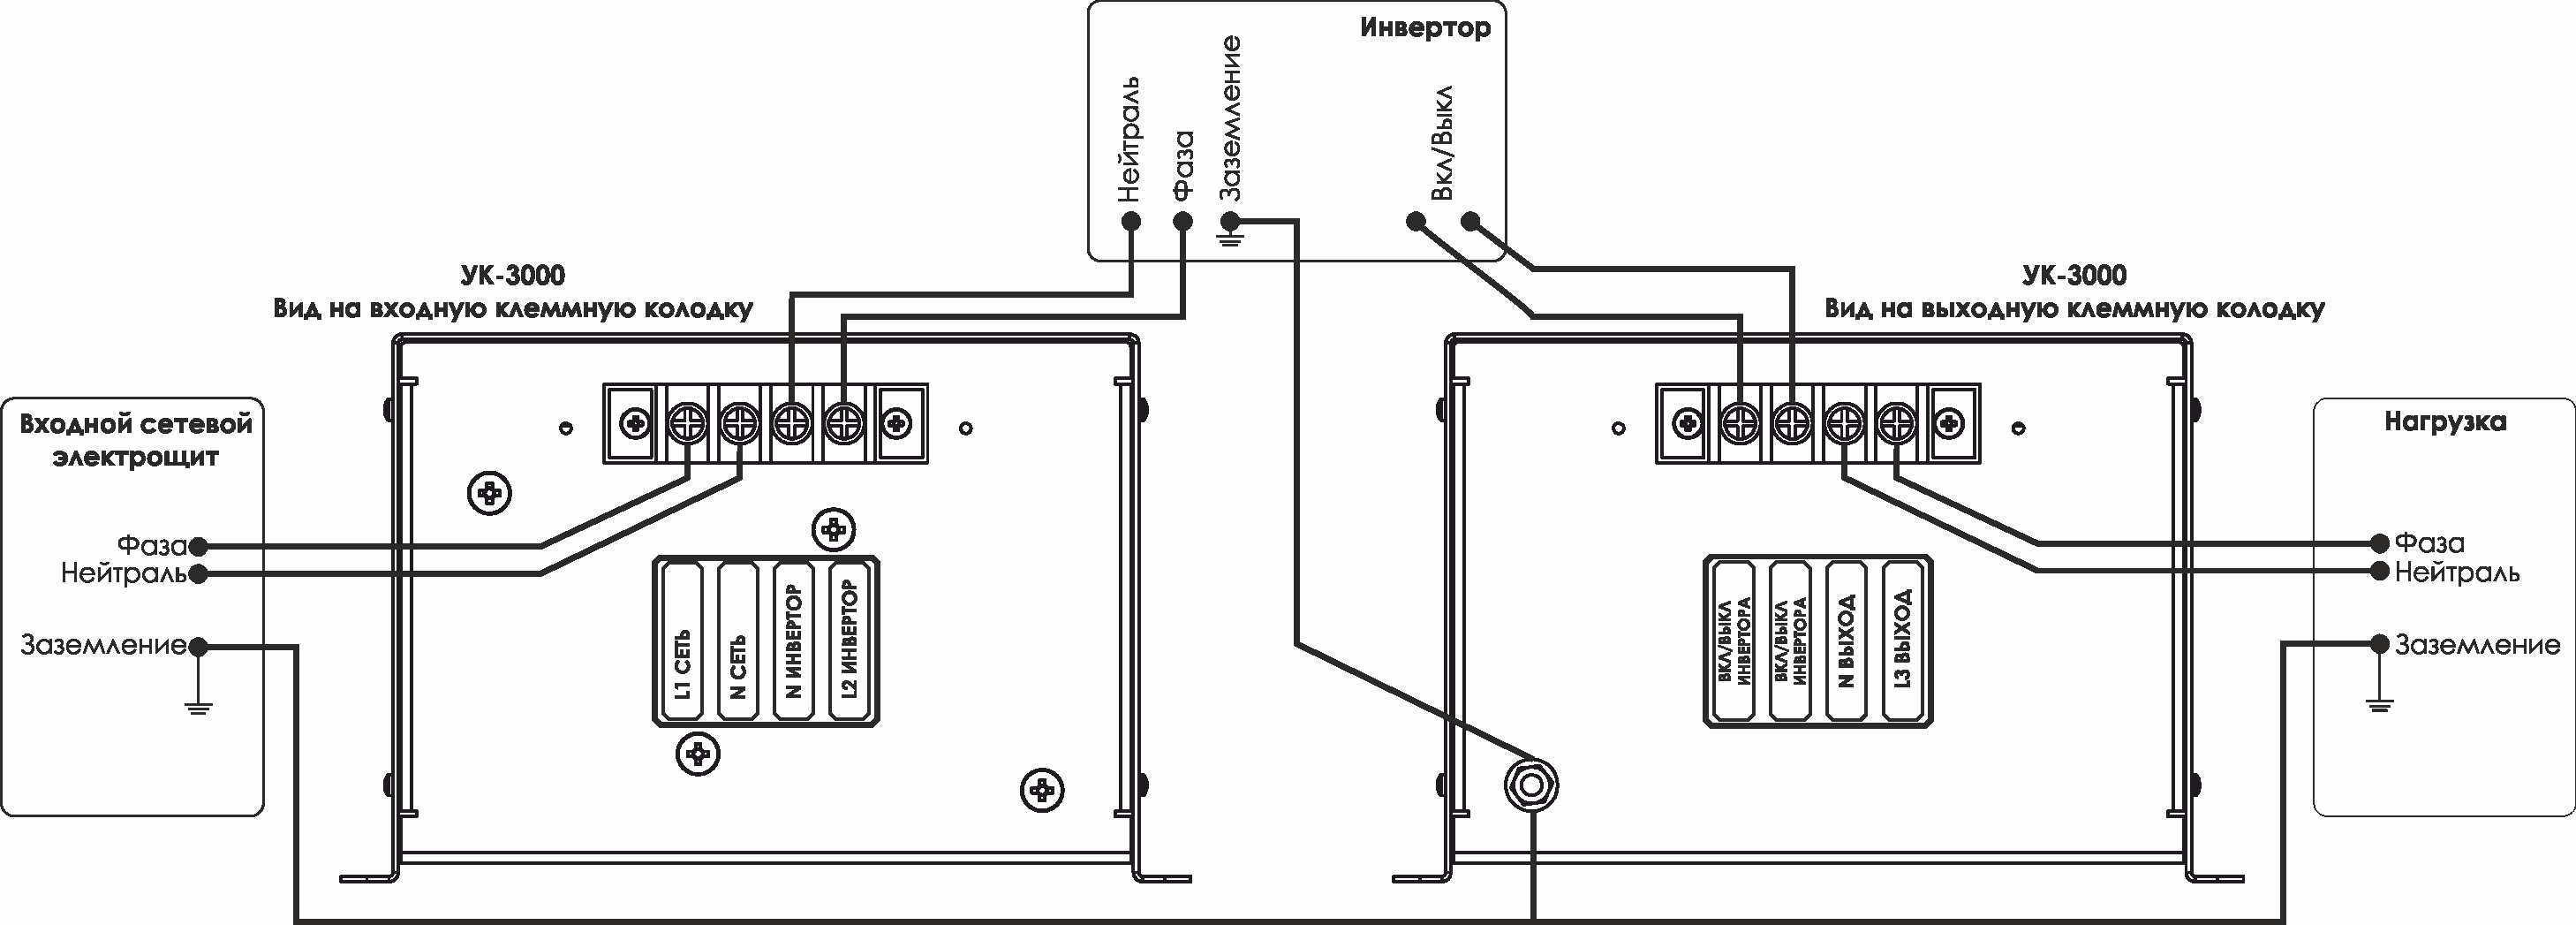 Инвертор
Нейтраль
Фаза
Заземление
Вкл/Выкл
УК-3000
Вид на входную клеммную колодку
УК-3000
Вид на выходную клеммную колодку
Входной сетевой
электрощит
Фаза
Нейтраль
Заземление
L1 СЕТЬ
N СЕТЬ
N ИНВЕРТОР
L2 ИНВЕРТОР
ВКЛ/ВЫКЛ
ИНВЕРТОРА
ВКЛ/ВЫКЛ
ИНВЕРТОРА
N ВЫХОД
L3 ВЫХОД
Нагрузка
Фаза
Нейтраль
Заземление